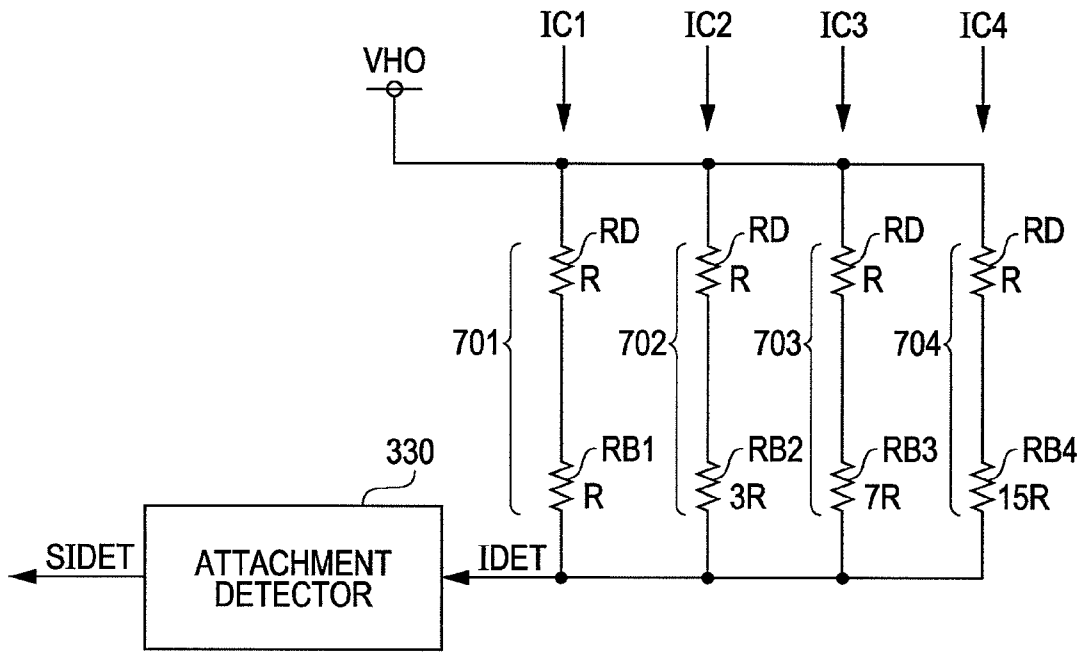 IC1 IC2 IC3 IC4
VHO
RD RD RD RD
R R R R
701 702 703 704
330
RB1 RB2 RB3 RB4
R 3R 7R 15R
SIDET
ATTACHMENT
DETECTOR
IDET